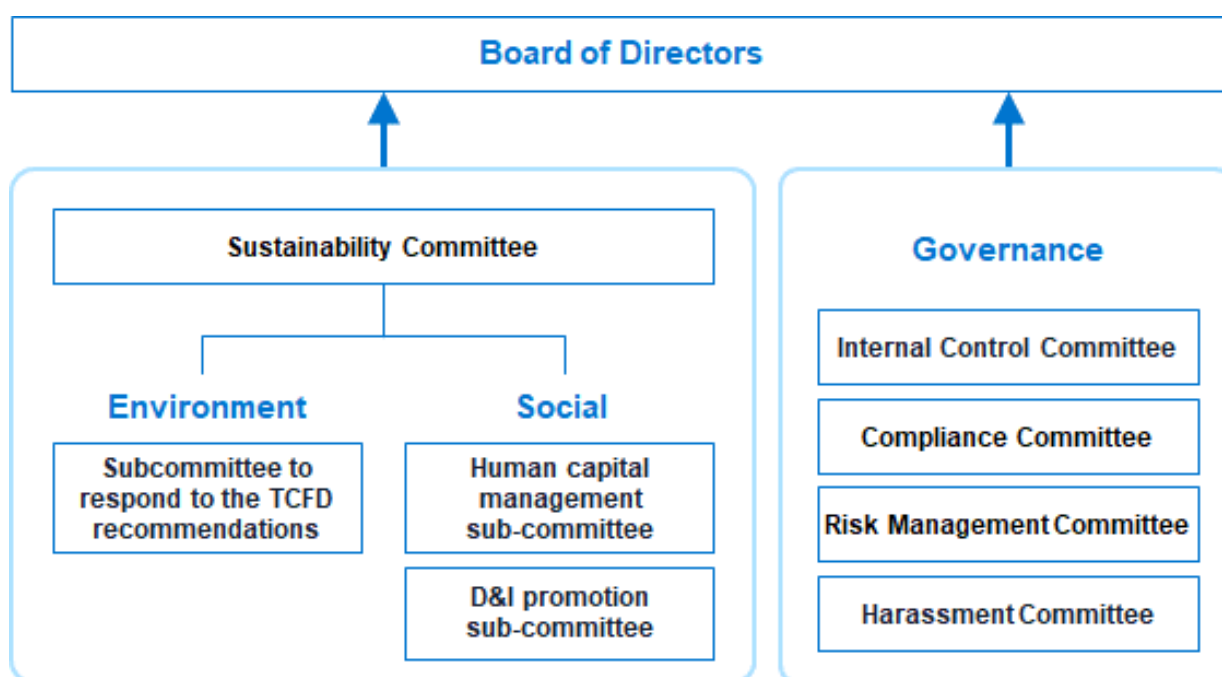 Board of Directors
Sustainability Committee
Environment
Subcommittee to
respond to the TCFD
recommendations
Social
Human capital
management
sub-committee
D&I promotion
sub-committee
Governance
Internal Control Committee
Compliance Committee
Risk Management Committee
Harassment Committee